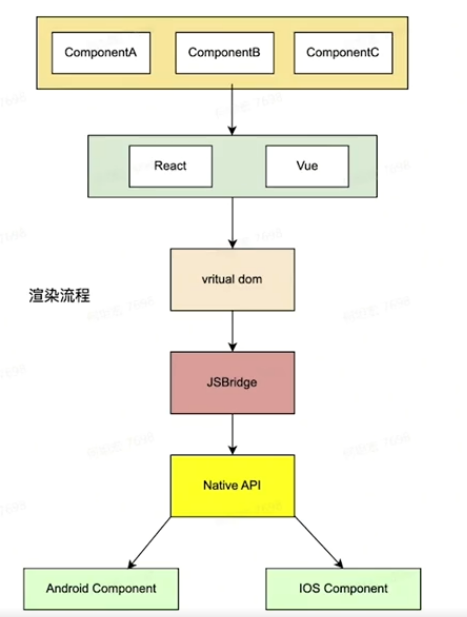 ComponentA
ComponentB
ComponentC
React
Vue
vritual dom
渲染流程
JSBridge
Native API
Android Component
IOS Component